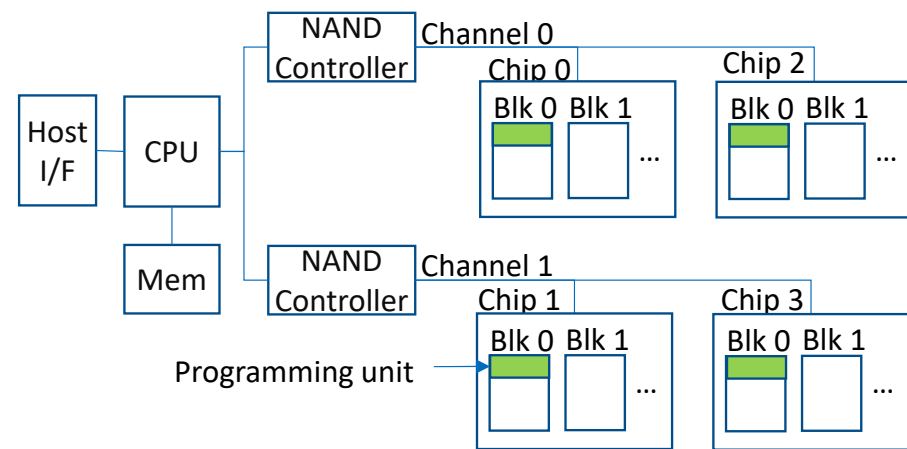 NAND
Controller
Channel 0
Chip 0
Chip 2
Blk 0 Blk 1
...
Blk 0 Blk 1
...
Host
I/F
CPU
Mem
NAND
Controller
Channel 1
Chip 1
Chip 3
Blk 0 Blk 1
...
Blk 0 Blk 1
...
Programming unit